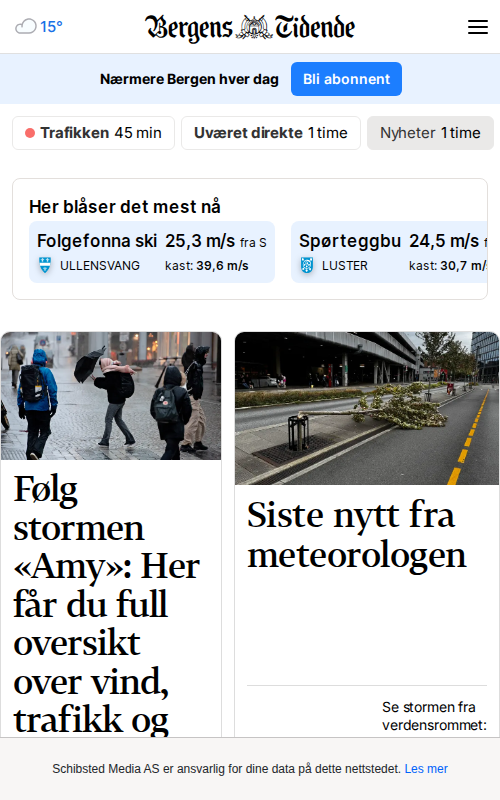 15°
Bergens Tidende
Nærmere Bergen hver dag
Bli abonnent
Trafikken 45 min
Uværet direkte 1 time
Nyheter 1 time
Her blåser det mest nå
Folgefonna ski 25,3 m/s fra S
ULLENSVANG kast: 39,6 m/s
Spørteggbu 24,5 m/s
LUSTER kast: 30,7 m/
Følg
stormen
«Amy»: Her
får du full
oversikt
over vind,
trafikk og
Siste nytt fra
meteorologen
Se stormen fra
verdensrommet:
Schibsted Media AS er ansvarlig for dine data på dette nettstedet. Les mer